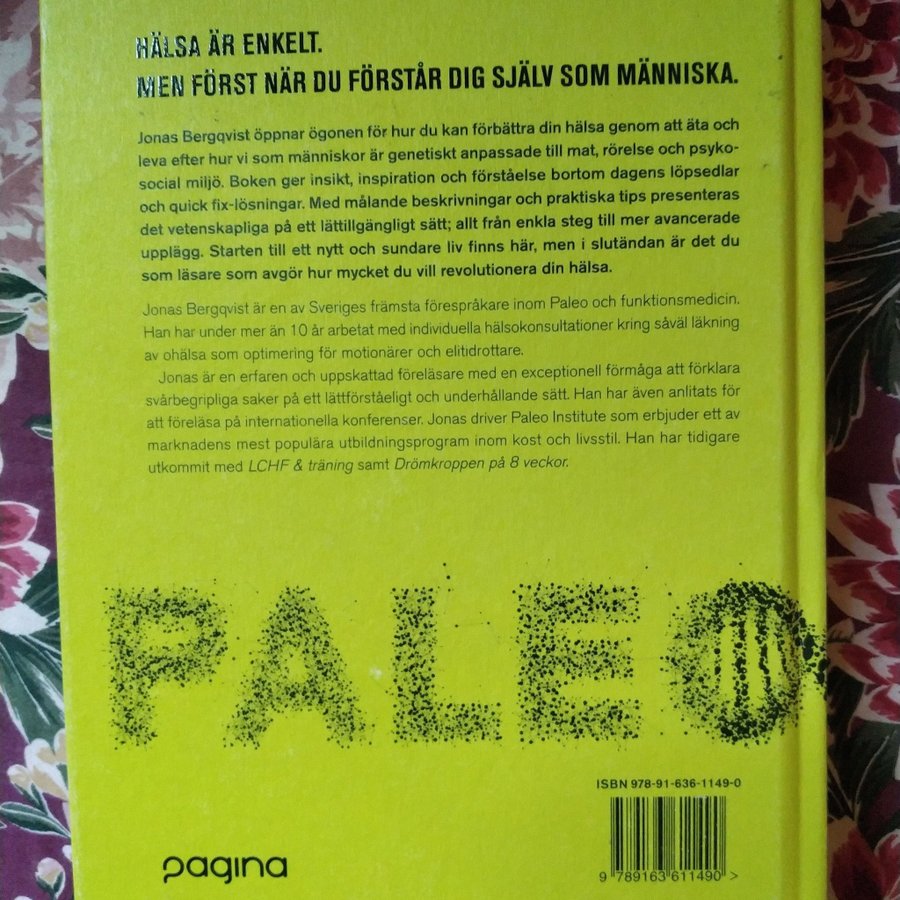 HÄLSA ÄR ENKELT.
MEN FÖRST NÄR DU FÖRSTÅR DIG SJÄLV SOM MÄNNISKA.
Jonas Bergqvist öppnar ögonen för hur du kan förbättra din hälsa genom att äta och
leva efter hur vi som människor är genetiskt anpassade till mat, rörelse och psyko-
social miljö. Boken ger insikt, inspiration och förståelse bortom dagens löpsedlar
och quick fix-lösningar. Med målande beskrivningar och praktiska tips presenteras
det vetenskapliga på ett lättillgängligt sätt; allt från enkla steg till mer avancerade
upplägg. Starten till ett nytt och sundare liv finns här, men i slutändan är det du
som läsare som avgör hur mycket du vill revolutionera din hälsa.
Jonas Bergqvist är en av Sveriges främsta förespråkare inom Paleo och funktionsmedicin.
Han har under mer än 10 år arbetat med individuella hälsokonsultationer kring såväl läkning
av ohälsa som optimering för motionärer och elitidrottare.
Jonas är en erfaren och uppskattad föreläsare med en exceptionell förmåga att förklara
svårbegripliga saker på ett lättförståeligt och underhållande sätt. Han har även anlitats för
att föreläsa på internationella konferenser. Jonas driver Paleo Institute som erbjuder ett av
marknadens mest populära utbildningsprogram inom kost och livsstil. Han har tidigare
utkommit med LCHF & träning samt Drömkroppen på 8 veckor.
PALEO
ISBN 978-91-636-1149-0
9 789163 611490 >
pagina